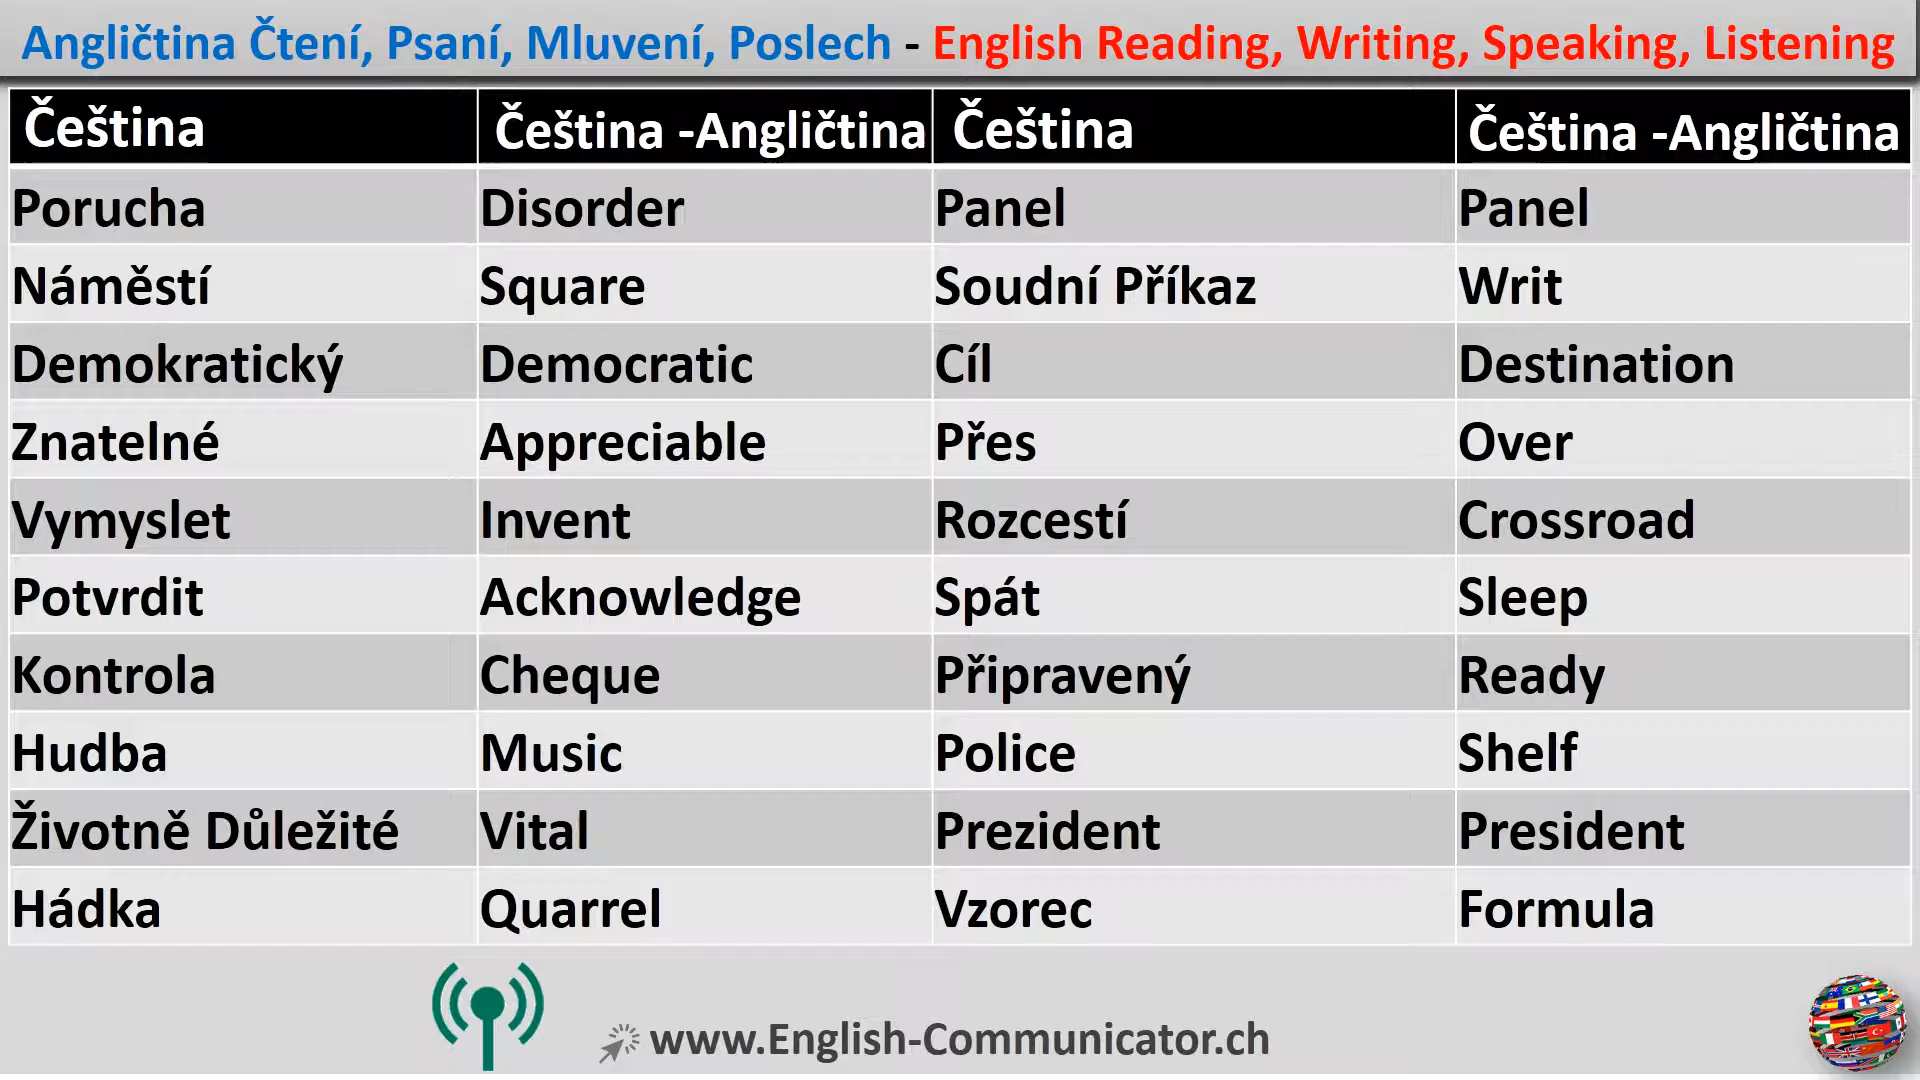 Angličtina Čtení, Psaní, Mluvení, Poslech - English Reading, Writing, Speaking, Listening
Čeština Čeština -Angličtina Čeština Čeština -Angličtina
Porucha Disorder Panel Panel
Náměstí Square Soudní Příkaz Writ
Demokratický Democratic Cíl Destination
Znatelné Appreciable Přes Over
Vymyslet Invent Rozcestí Crossroad
Potvrdit Acknowledge Spát Sleep
Kontrola Cheque Připravený Ready
Hudba Music Police Shelf
Životně Důležité Vital Prezident President
Hádka Quarrel Vzorec Formula
www.English-Communicator.ch